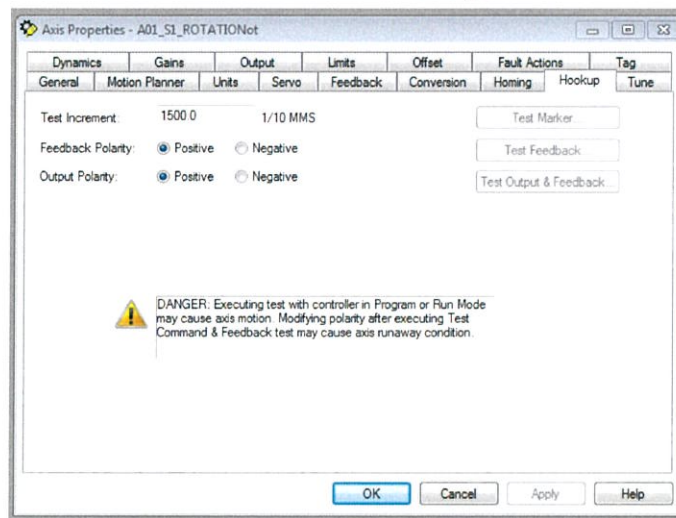 Axis Properties - A01_S1_ROTATIONot
Dynamics Gains Output Limits Offset Fault Actions Tag
General Motion Planner Units Servo Feedback Conversion Homing Hookup Tune
Test Increment: 1500 0 1/10 MMS Test Marker...
Feedback Polarity: Positive Negative Test Feedback...
Output Polarity: Positive Negative Test Output & Feedback...
DANGER: Executing test with controller in Program or Run Mode
may cause axis motion. Modifying polarity after executing Test
Command & Feedback test may cause axis runaway condition.
OK Cancel Apply Help